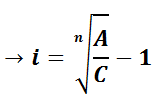 → i = ⁿ√(A/C) − 1